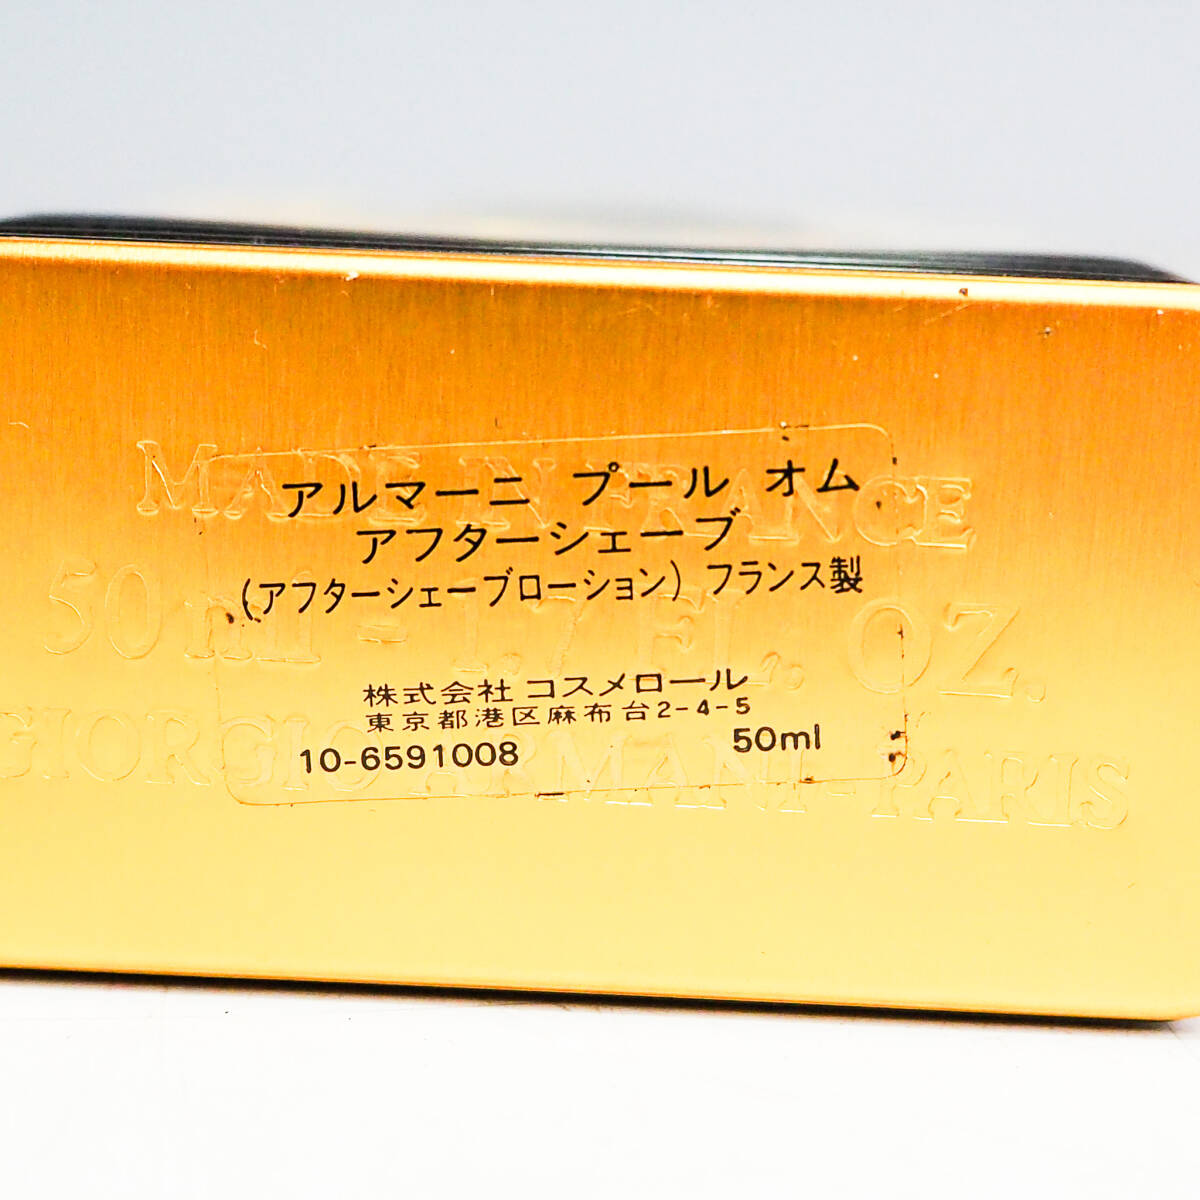 アルマーニ プール オム
アフターシェーブ
(アフターシェーブローション) フランス製
株式会社 コスメロール
東京都港区麻布台2-4-5
10-6591008 50ml
MADE IN FRANCE
50 ml - 1.7 FL. OZ.
GIORGIO ARMANI-PARIS